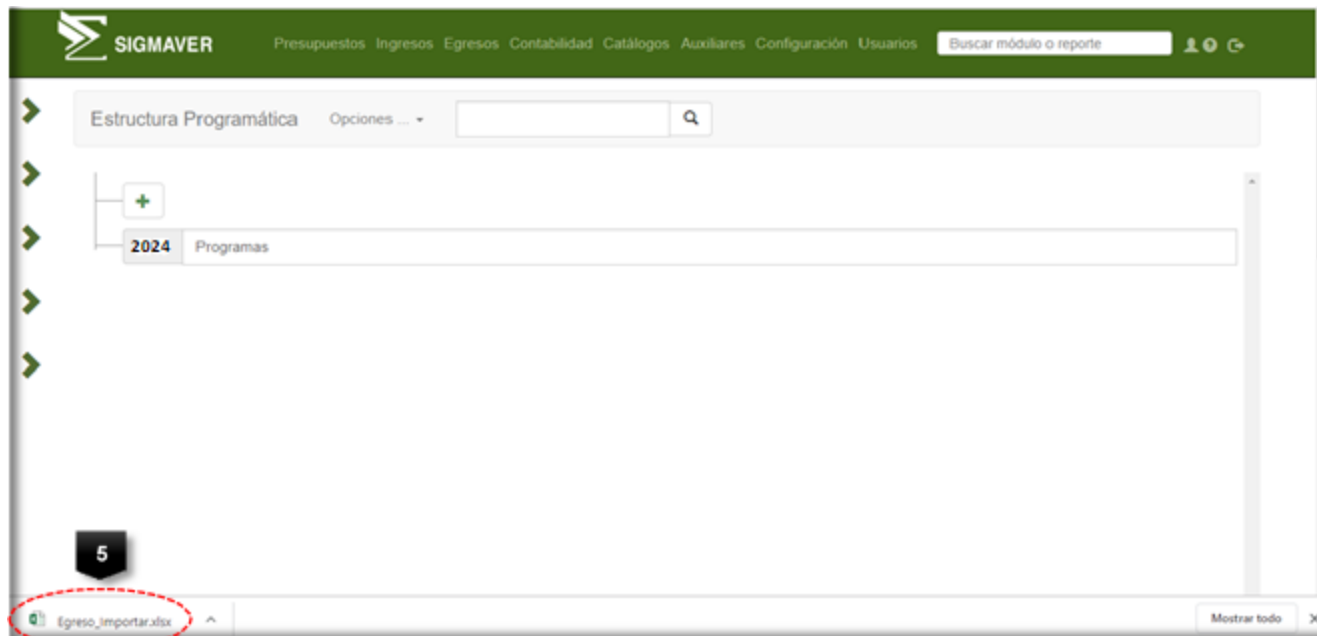 SIGMAVER Presupuestos Ingresos Egresos Contabilidad Catálogos Auxiliares Configuración Usuarios Buscar módulo o reporte
Estructura Programática Opciones ...
2024 Programas
5
Egreso_Importar.xlsx Mostrar todo